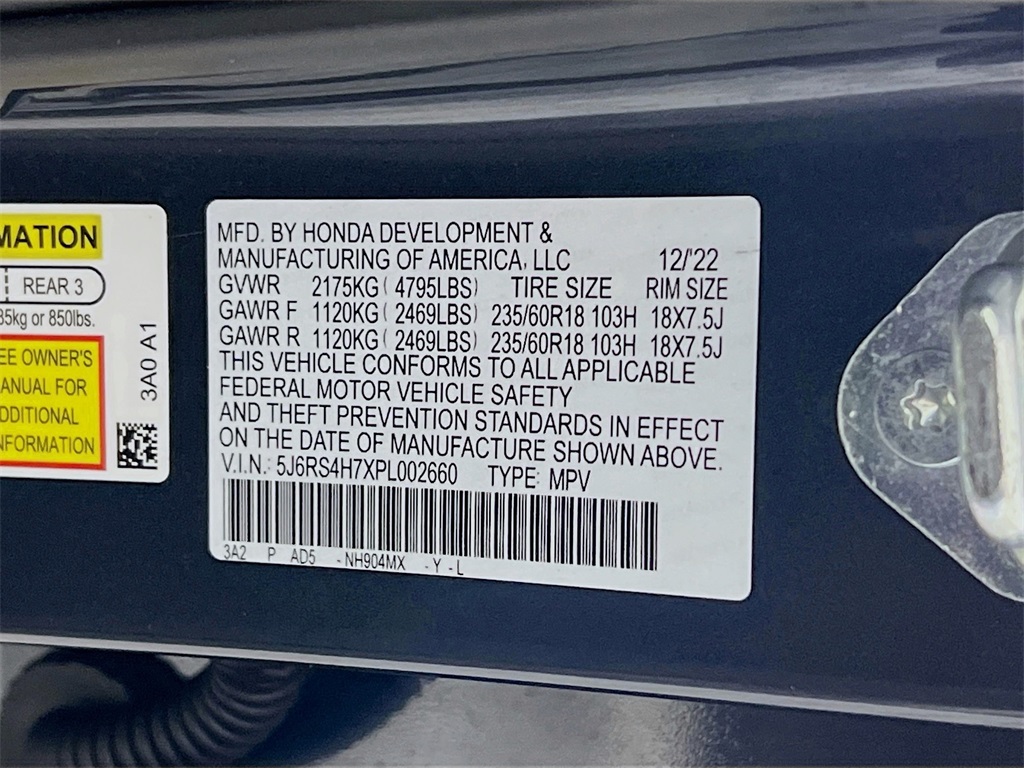 MATION
REAR 3
85kg or 850lbs.
EE OWNER'S
ANUAL FOR
DDITIONAL
NFORMATION
3A0 A1
MFD. BY HONDA DEVELOPMENT &
MANUFACTURING OF AMERICA, LLC 12/'22
GVWR 2175KG( 4795LBS) TIRE SIZE RIM SIZE
GAWR F 1120KG( 2469LBS) 235/60R18 103H 18X7.5J
GAWR R 1120KG( 2469LBS) 235/60R18 103H 18X7.5J
THIS VEHICLE CONFORMS TO ALL APPLICABLE
FEDERAL MOTOR VEHICLE SAFETY
AND THEFT PREVENTION STANDARDS IN EFFECT
ON THE DATE OF MANUFACTURE SHOWN ABOVE.
V.I.N.: 5J6RS4H7XPL002660 TYPE: MPV
3A2 P AD5 -NH904MX -Y -L